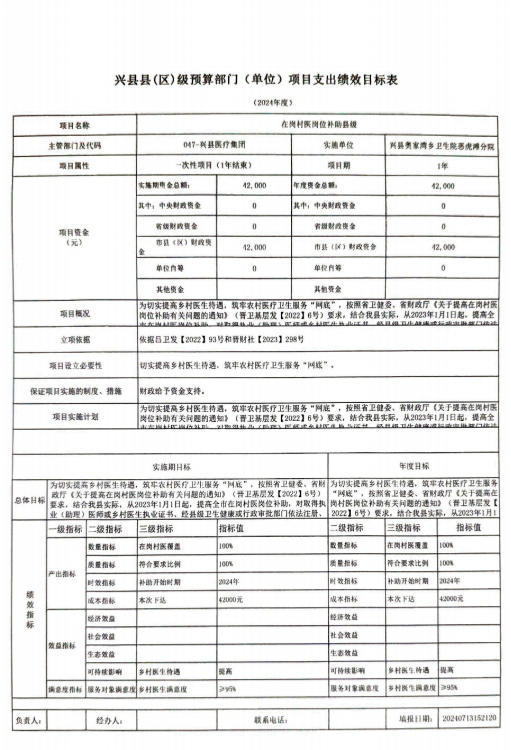 兴县县(区)级预算部门（单位）项目支出绩效目标表
（2024年度）
项目名称 在岗村医岗位补助县级
主管部门及代码 047-兴县医疗集团 实施单位 兴县奥家湾乡卫生院恶虎滩分院
项目属性 一次性项目（1年结束） 项目期 1年
项目资金（元）
实施期资金总额： 42,000 年度资金总额： 42,000
其中：中央财政资金 0 其中：中央财政资金 0
省级财政资金 0 省级财政资金 0
市县（区）财政资金 42,000 市县（区）财政资金 42,000
单位自筹 0 单位自筹 0
其他资金 其他资金
项目概况
为切实提高乡村医生待遇，筑牢农村医疗卫生服务“网底”，按照省卫健委、省财政厅《关于提高在岗村医
岗位补助有关问题的通知》（晋卫基层发【2022】6号）要求，结合我县实际，从2023年1月1日起，提高全
立项依据 依据吕卫发【2022】93号和晋财社【2023】298号
项目设立必要性 切实提高乡村医生待遇，筑牢农村医疗卫生服务“网底”。
保证项目实施的制度、措施 财政给予资金支持。
项目实施计划
为切实提高乡村医生待遇，筑牢农村医疗卫生服务“网底”，按照省卫健委、省财政厅《关于提高在岗村医
岗位补助有关问题的通知》（晋卫基层发【2022】6号）要求，结合我县实际，从2023年1月1日起，提高全
实施期目标 年度目标
总体目标
为切实提高乡村医生待遇，筑牢农村医疗卫生服务“网底”，按照省卫健委、省财
政厅《关于提高在岗村医岗位补助有关问题的通知》（晋卫基层发【2022】6号）
要求，结合我县实际，从2023年1月1日起，提高全市在岗村医岗位补助，对取得执
业（助理）医师或乡村医生执业证书、经县级卫生健康或行政审批部门依法注册、
为切实提高乡村医生待遇，筑牢农村医疗卫生服务
“网底”，按照省卫健委、省财政厅《关于提高在
岗村医岗位补助有关问题的通知》（晋卫基层发【
2022】6号）要求，结合我县实际，从2023年1月1
绩效指标
一级指标 二级指标 三级指标 指标值 二级指标 三级指标 指标值
产出指标
数量指标 在岗村医覆盖 100% 数量指标 在岗村医覆盖 100%
质量指标 符合要求比例 100% 质量指标 符合要求比例 100%
时效指标 补助开始时期 2024年 时效指标 补助开始时期 2024年
成本指标 本次下达 42000元 成本指标 本次下达 42000元
效益指标
经济效益 经济效益
社会效益 社会效益
生态效益 生态效益
可持续影响 乡村医生待遇 提高 可持续影响 乡村医生待遇 提高
满意度指标 服务对象满意度 乡村医生满意度 ≥95% 服务对象满意度 乡村医生满意度 ≥95%
负责人： 经办人： 联系电话： 填报日期： 20240713152120